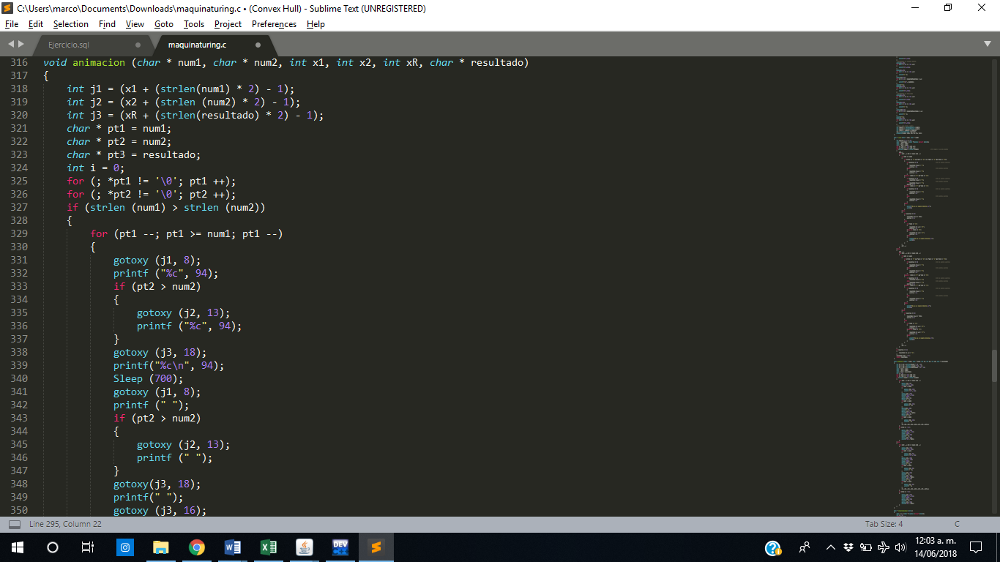 C:\Users\marco\Documents\Downloads\maquinaturing.c • (Convex Hull) - Sublime Text (UNREGISTERED)
File Edit Selection Find View Goto Tools Project Preferences Help
Ejercicio.sql maquinaturing.c
316 void animacion (char * num1, char * num2, int x1, int x2, int xR, char * resultado)
317 {
318 int j1 = (x1 + (strlen(num1) * 2) - 1);
319 int j2 = (x2 + (strlen (num2) * 2) - 1);
320 int j3 = (xR + (strlen(resultado) * 2) - 1);
321 char * pt1 = num1;
322 char * pt2 = num2;
323 char * pt3 = resultado;
324 int i = 0;
325 for (; *pt1 != '\0'; pt1 ++);
326 for (; *pt2 != '\0'; pt2 ++);
327 if (strlen (num1) > strlen (num2))
328 {
329 for (pt1 --; pt1 >= num1; pt1 --)
330 {
331 gotoxy (j1, 8);
332 printf ("%c", 94);
333 if (pt2 > num2)
334 {
335 gotoxy (j2, 13);
336 printf ("%c", 94);
337 }
338 gotoxy (j3, 18);
339 printf("%c\n", 94);
340 Sleep (700);
341 gotoxy (j1, 8);
342 printf (" ");
343 if (pt2 > num2)
344 {
345 gotoxy (j2, 13);
346 printf (" ");
347 }
348 gotoxy(j3, 18);
349 printf(" ");
350 gotoxy (j3, 16);
Line 295, Column 22 Tab Size: 4 C
DEV
12:03 a. m.
14/06/2018